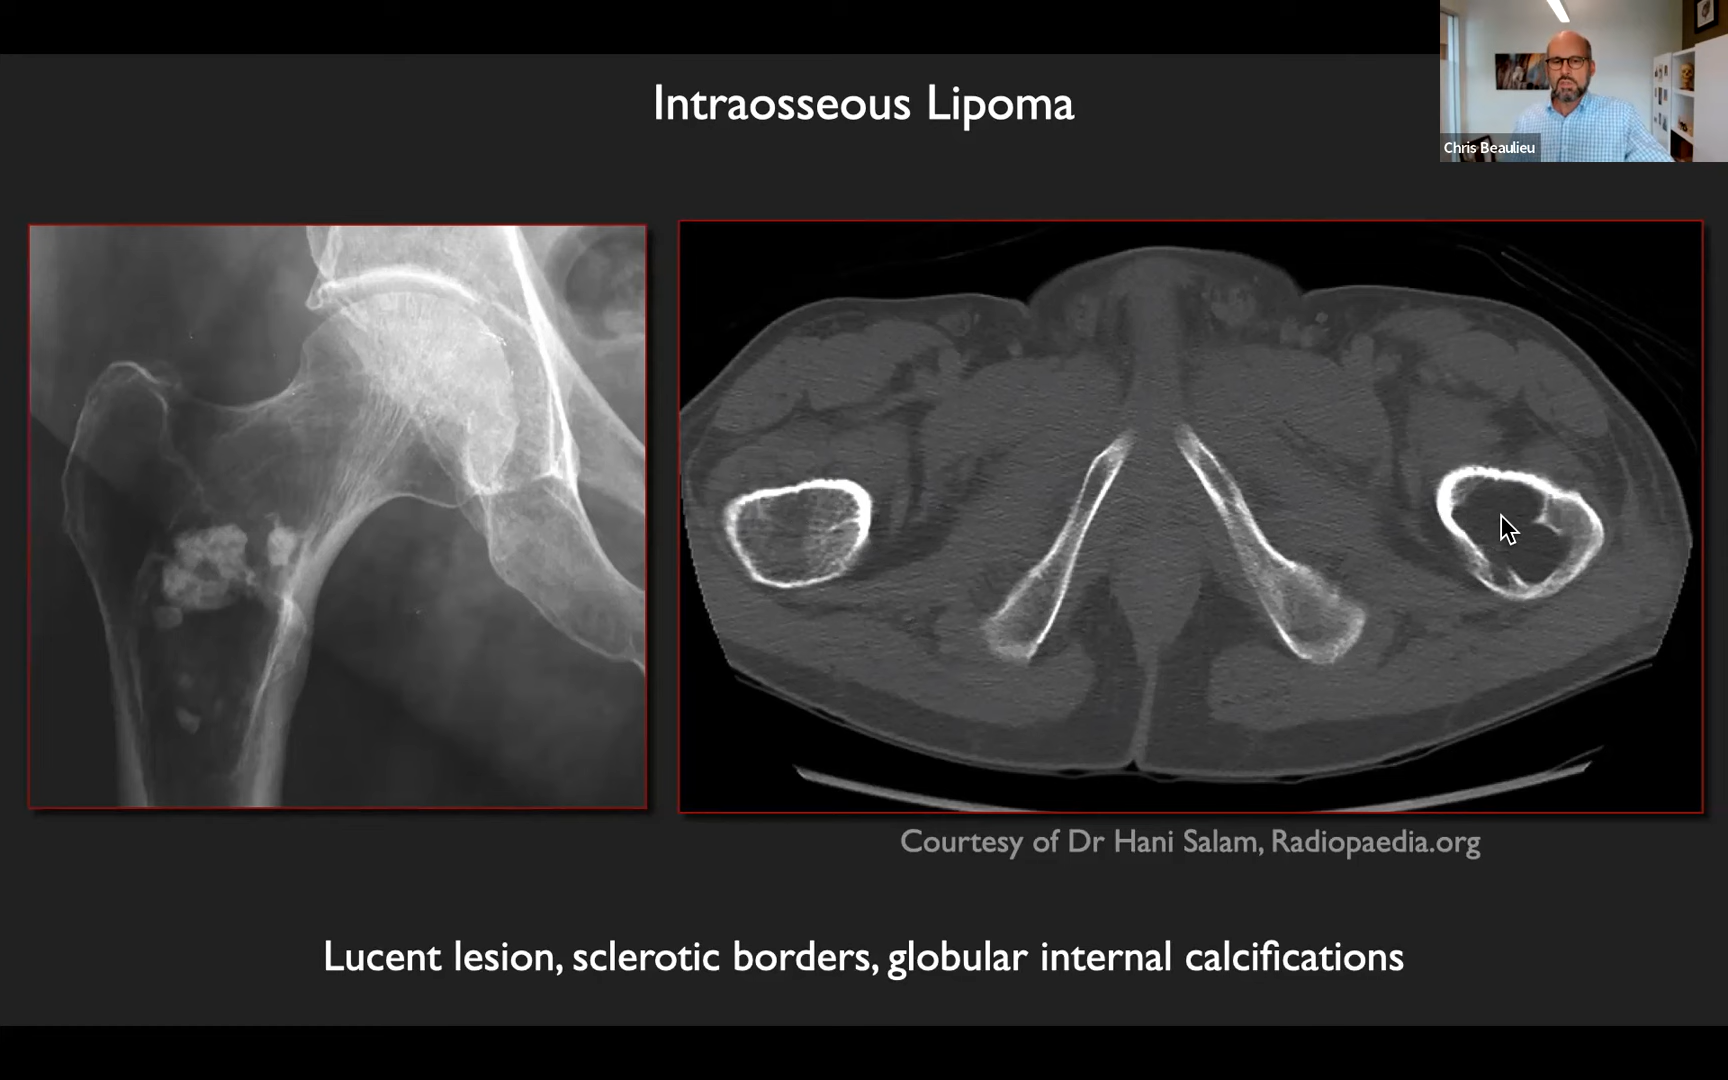 Intraosseous Lipoma
Chris Beaulieu
Courtesy of Dr Hani Salam, Radiopaedia.org
Lucent lesion, sclerotic borders, globular internal calcifications